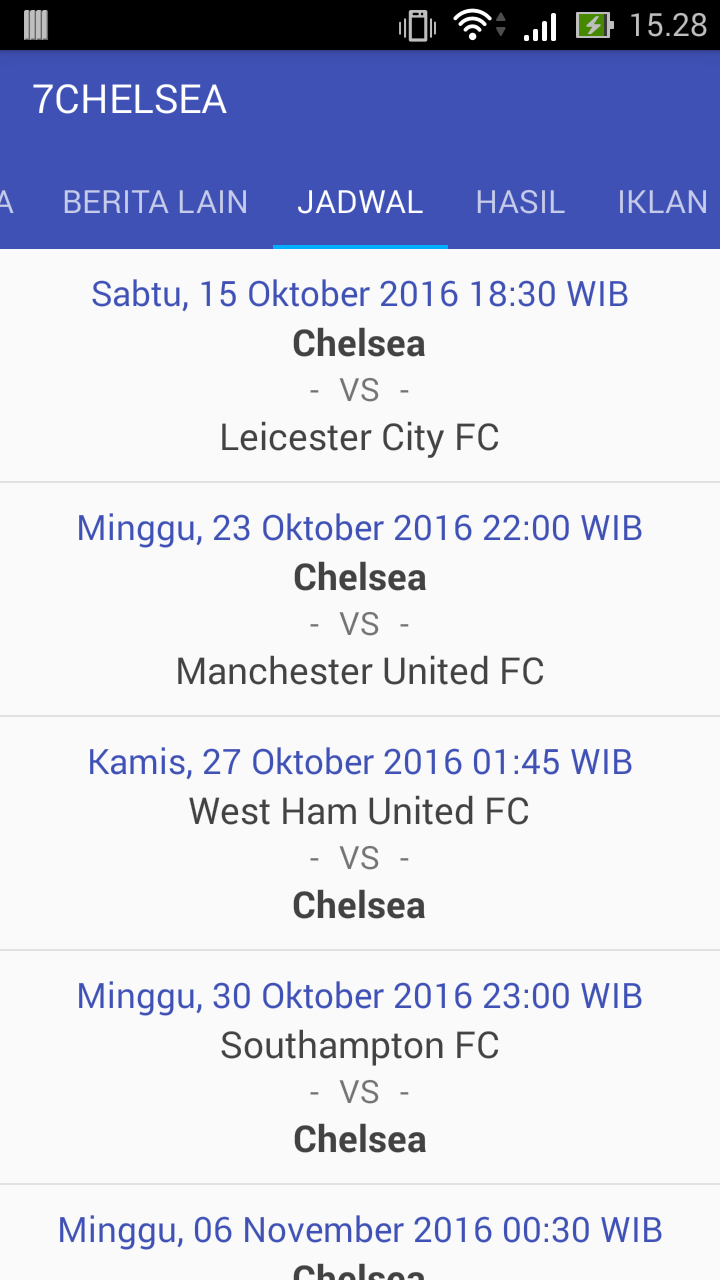 15.28
7CHELSEA
A BERITA LAIN JADWAL HASIL IKLAN
Sabtu, 15 Oktober 2016 18:30 WIB
Chelsea
- VS -
Leicester City FC
Minggu, 23 Oktober 2016 22:00 WIB
Chelsea
- VS -
Manchester United FC
Kamis, 27 Oktober 2016 01:45 WIB
West Ham United FC
- VS -
Chelsea
Minggu, 30 Oktober 2016 23:00 WIB
Southampton FC
- VS -
Chelsea
Minggu, 06 November 2016 00:30 WIB
Chelsea